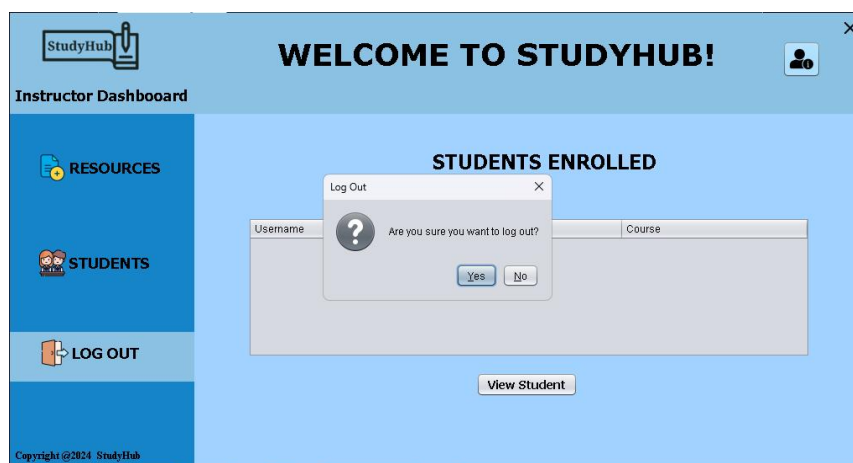 StudyHub
WELCOME TO STUDYHUB!
Instructor Dashbooard
RESOURCES
STUDENTS
LOG OUT
Copyright @2024 StudyHub
STUDENTS ENROLLED
Username
Course
Log Out
Are you sure you want to log out?
Yes
No
View Student